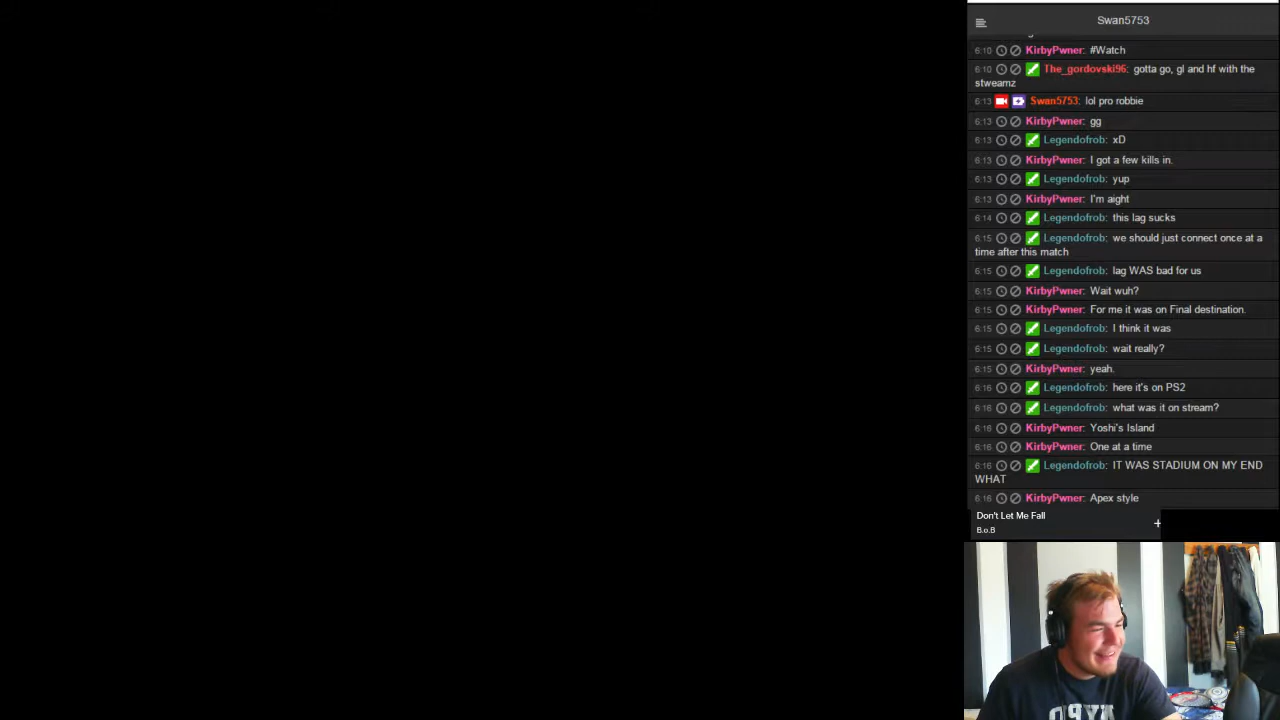 Swan5753
6:10 KirbyPwner: #Watch
6:10 The_gordovski96: gotta go, gl and hf with the
stweamz
6:13 Swan5753: lol pro robbie
6:13 KirbyPwner: gg
6:13 Legendofrob: xD
6:13 KirbyPwner: I got a few kills in.
6:13 Legendofrob: yup
6:13 KirbyPwner: I'm aight
6:14 Legendofrob: this lag sucks
6:15 Legendofrob: we should just connect once at a
time after this match
6:15 Legendofrob: lag WAS bad for us
6:15 KirbyPwner: Wait wuh?
6:15 KirbyPwner: For me it was on Final destination.
6:15 Legendofrob: I think it was
6:15 Legendofrob: wait really?
6:15 KirbyPwner: yeah.
6:16 Legendofrob: here it's on PS2
6:16 Legendofrob: what was it on stream?
6:16 KirbyPwner: Yoshi's Island
6:16 KirbyPwner: One at a time
6:16 Legendofrob: IT WAS STADIUM ON MY END
WHAT
6:16 KirbyPwner: Apex style
Don't Let Me Fall
+
B.o.B